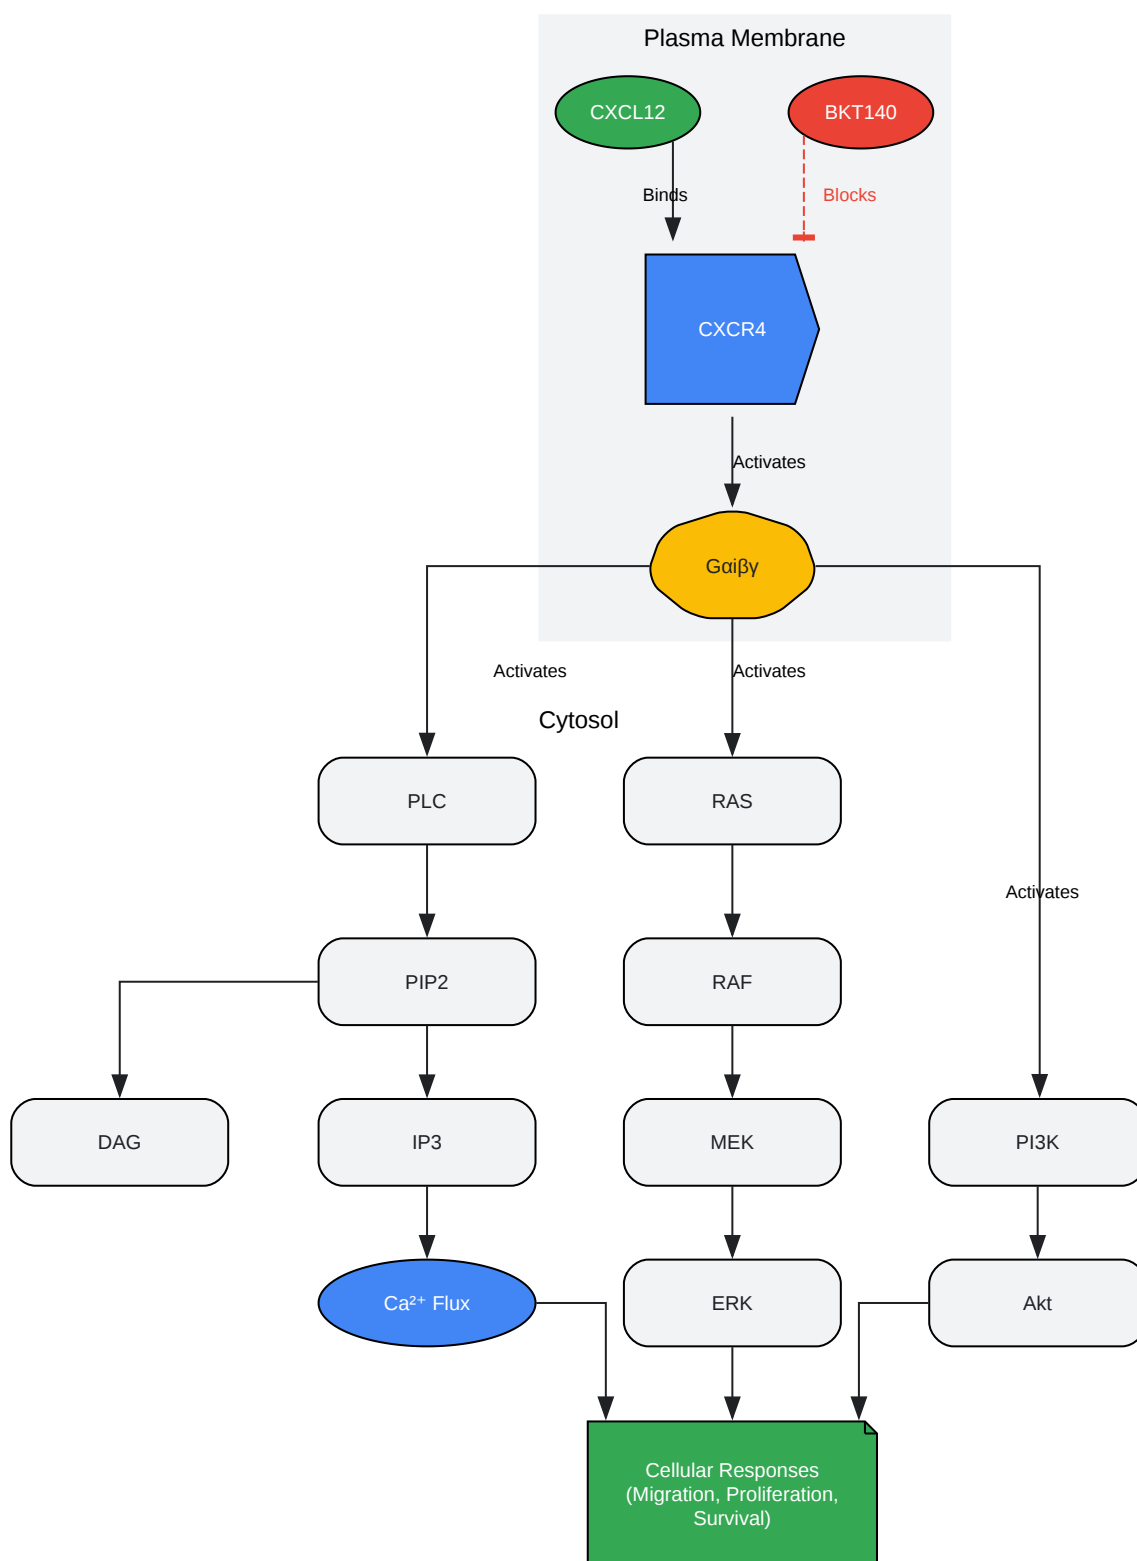 Plasma Membrane
CXCL12
BKT140
Binds
Blocks
CXCR4
Activates
Gαiβγ
Activates
Activates
Cytosol
PLC
RAS
Activates
PIP2
RAF
DAG
IP3
MEK
PI3K
Ca²⁺ Flux
ERK
Akt
Cellular Responses
(Migration, Proliferation,
Survival)